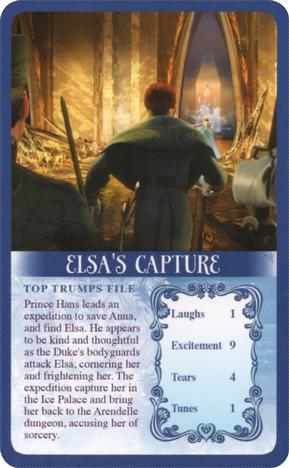 ELSA'S CAPTURE
TOP TRUMPS FILE
Prince Hans leads an
expedition to save Anna,
and find Elsa. He appears
to be kind and thoughtful
as the Duke's bodyguards
attack Elsa, cornering her
and frightening her. The
expedition capture her in
the Ice Palace and bring
her back to the Arendelle
dungeon, accusing her of
sorcery.
Laughs 1
Excitement 9
Tears 4
Tunes 1